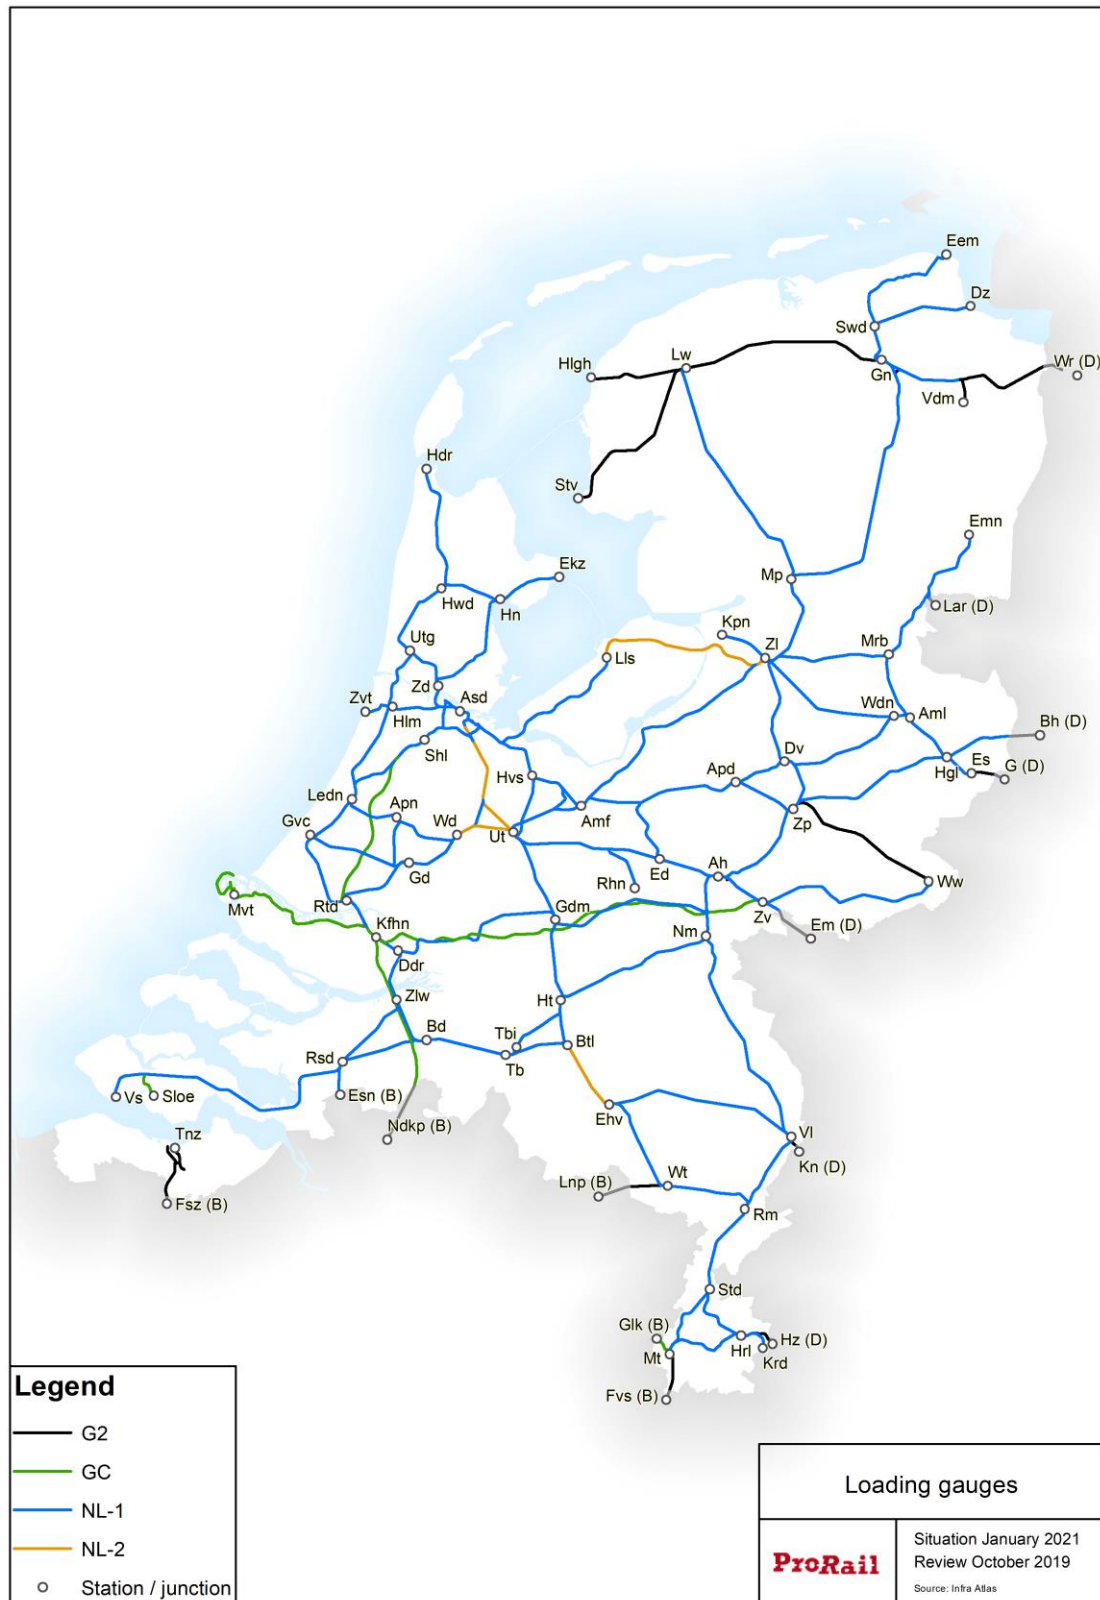 Eem
Dz
Swd
Lw
Hlgh
Gn
Wr (D)
Vdm
Hdr
Stv
Emn
Ekz
Mp
Hwd
Hn
Lar (D)
Kpn
Utg
Zl
Mrb
Lls
Zd
Asd
Zvt
Hlm
Wdn
Aml
Bh (D)
Shl
Dv
Hvs
Apd
Hgl
Es
G (D)
Ledn
Apn
Gvc
Wd
Ut
Amf
Zp
Gd
Ed
Ah
Ww
Rhn
Mvt
Rtd
Gdm
Zv
Kfhn
Nm
Em (D)
Ddr
Zlw
Ht
Bd
Tbi
Btl
Rsd
Tb
Vs
Sloe
Esn (B)
Ehv
Ndkp (B)
Tnz
Vl
Kn (D)
Wt
Lnp (B)
Fsz (B)
Rm
Std
Glk (B)
Hz (D)
Mt
Hrl
Krd
Fvs (B)
Legend
G2
GC
NL-1
NL-2
Station / junction
Loading gauges
ProRail
Situation January 2021
Review October 2019
Source: Infra Atlas